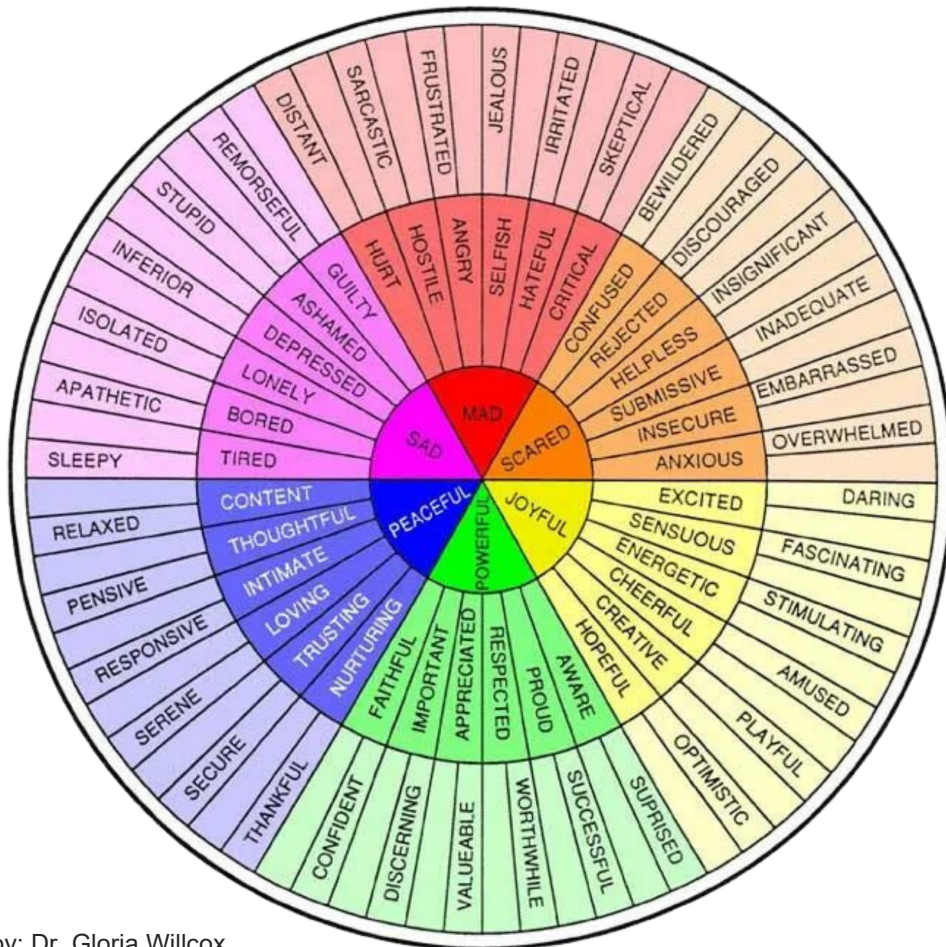 MAD
SCARED
JOYFUL
POWERFUL
PEACEFUL
SAD
HURT
HOSTILE
ANGRY
SELFISH
HATEFUL
CRITICAL
CONFUSED
REJECTED
HELPLESS
SUBMISSIVE
INSECURE
ANXIOUS
EXCITED
SENSUOUS
ENERGETIC
CHEERFUL
CREATIVE
HOPEFUL
AWARE
PROUD
RESPECTED
APPRECIATED
IMPORTANT
FAITHFUL
NURTURING
TRUSTING
LOVING
INTIMATE
THOUGHTFUL
CONTENT
TIRED
BORED
LONELY
DEPRESSED
ASHAMED
GUILTY
DISTANT
SARCASTIC
FRUSTRATED
JEALOUS
IRRITATED
SKEPTICAL
BEWILDERED
DISCOURAGED
INSIGNIFICANT
INADEQUATE
EMBARRASSED
OVERWHELMED
DARING
FASCINATING
STIMULATING
AMUSED
PLAYFUL
OPTIMISTIC
SUPRISED
SUCCESSFUL
WORTHWHILE
VALUEABLE
DISCERNING
CONFIDENT
THANKFUL
SECURE
SERENE
RESPONSIVE
PENSIVE
RELAXED
SLEEPY
APATHETIC
ISOLATED
INFERIOR
STUPID
REMORSEFUL
by: Dr. Gloria Willcox